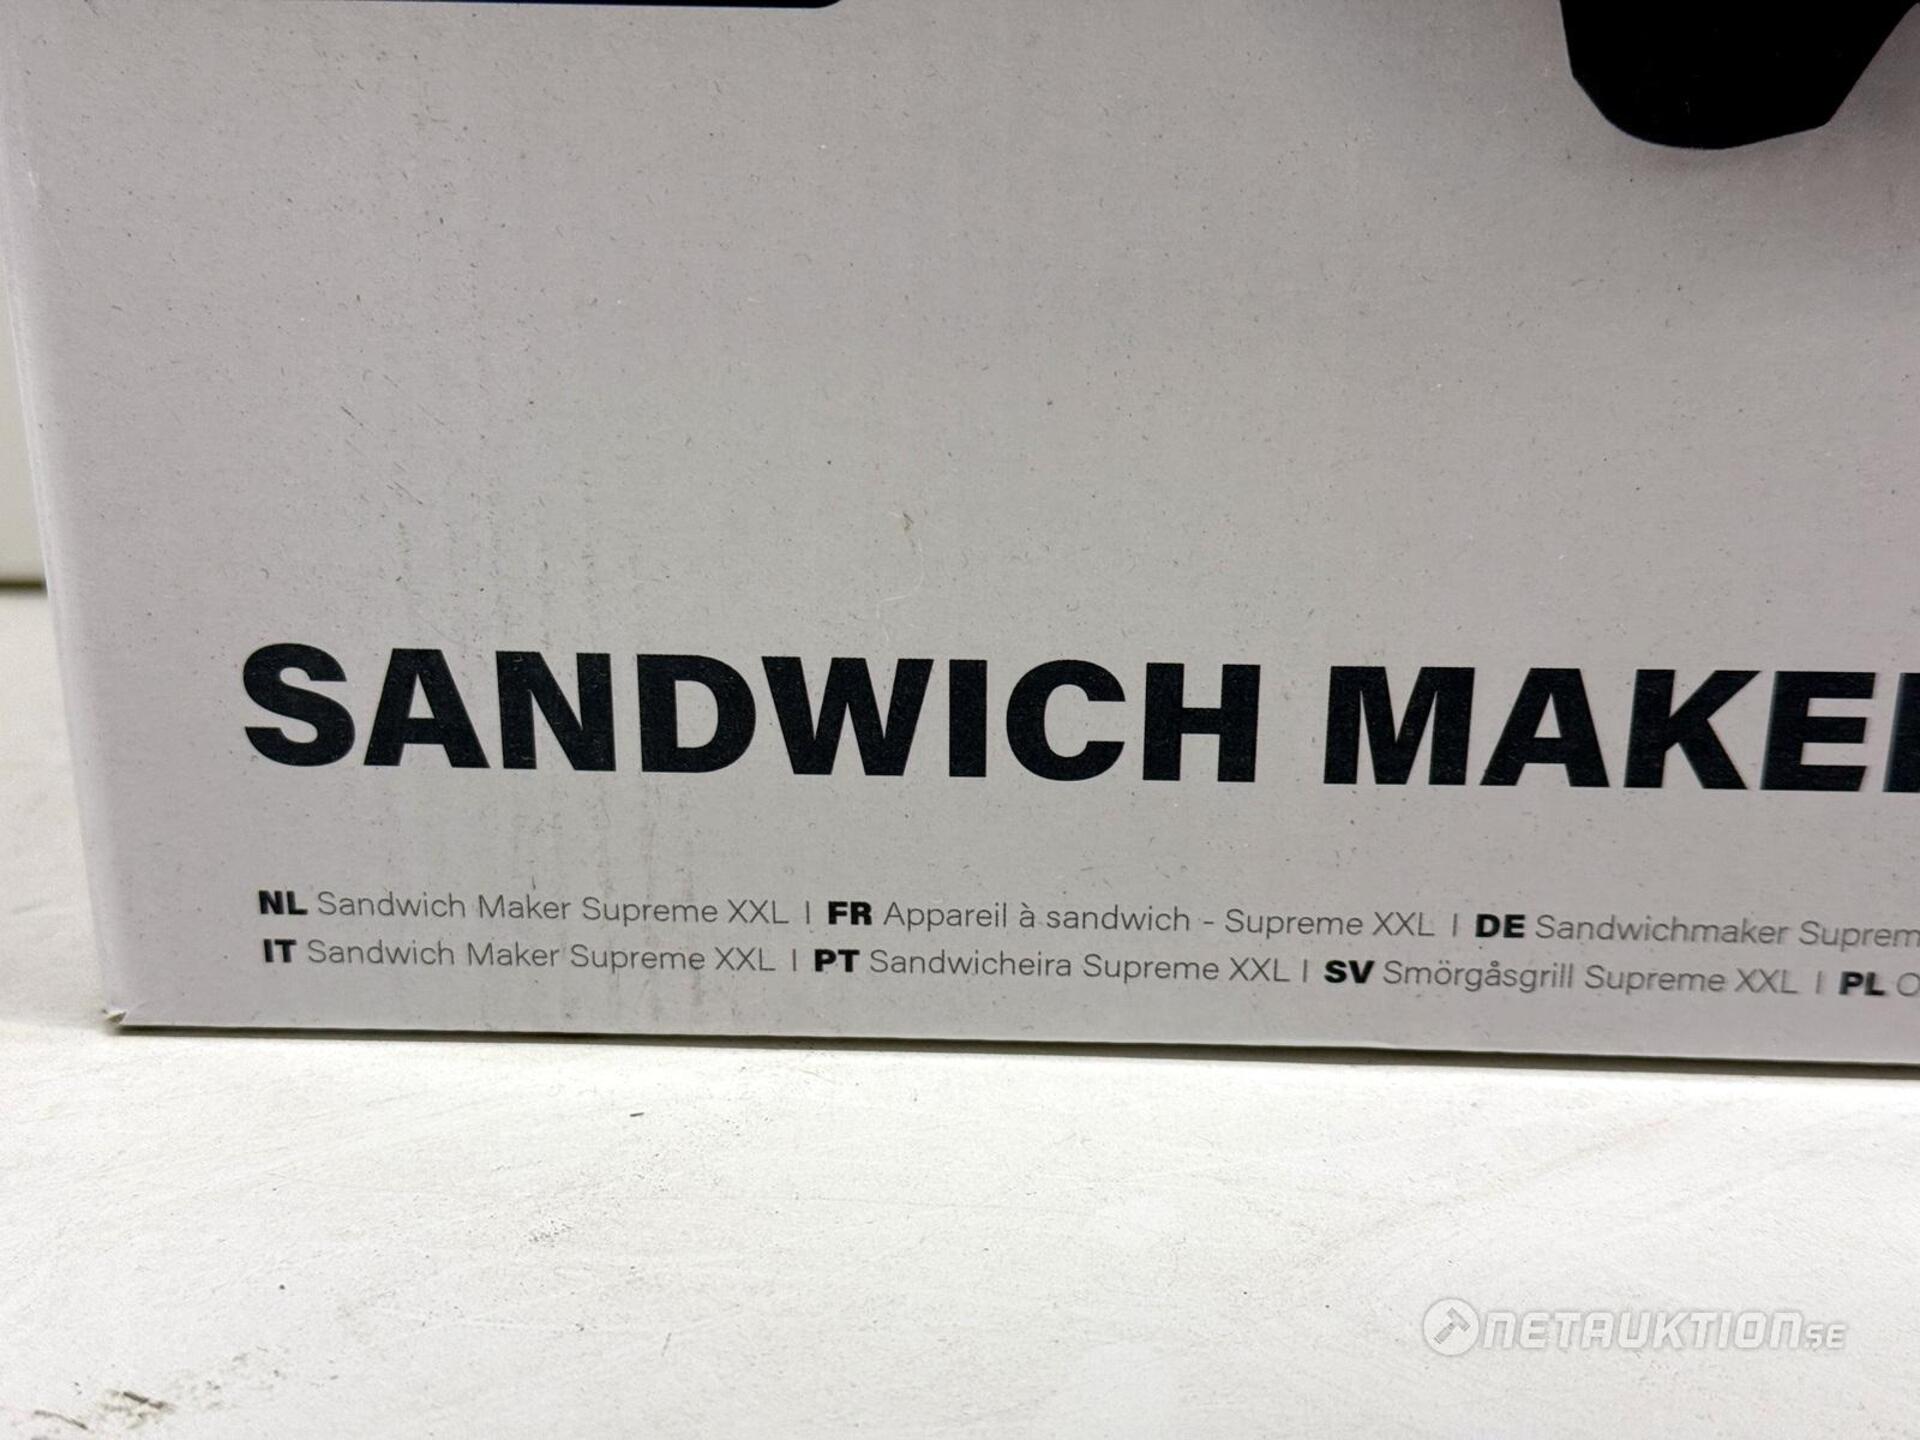 SANDWICH MAKE
NL Sandwich Maker Supreme XXL | FR Appareil à sandwich - Supreme XXL | DE Sandwichmaker Suprem
IT Sandwich Maker Supreme XXL | PT Sandwicheira Supreme XXL | SV Smörgåsgrill Supreme XXL | PL
NETAUKTION.SE